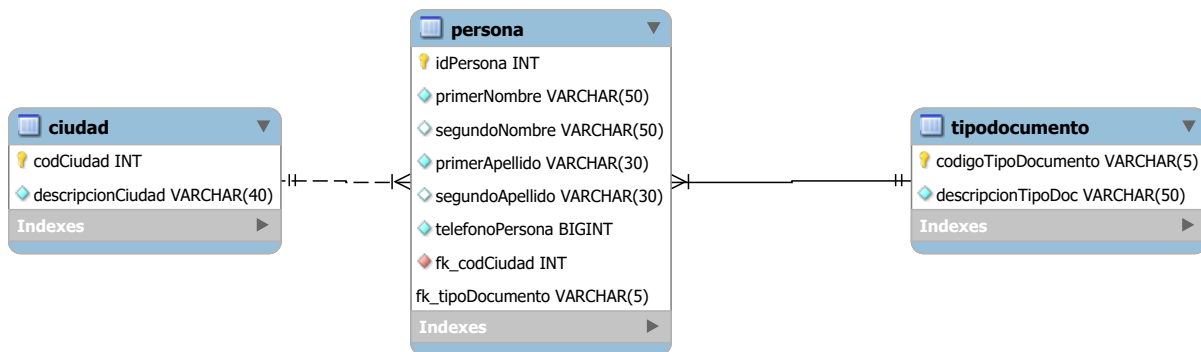 persona
idPersona INT
primerNombre VARCHAR(50)
segundoNombre VARCHAR(50)
primerApellido VARCHAR(30)
segundoApellido VARCHAR(30)
telefonoPersona BIGINT
fk_codCiudad INT
fk_tipoDocumento VARCHAR(5)
Indexes
ciudad
codCiudad INT
descripcionCiudad VARCHAR(40)
Indexes
tipodocumento
codigoTipoDocumento VARCHAR(5)
descripcionTipoDoc VARCHAR(50)
Indexes